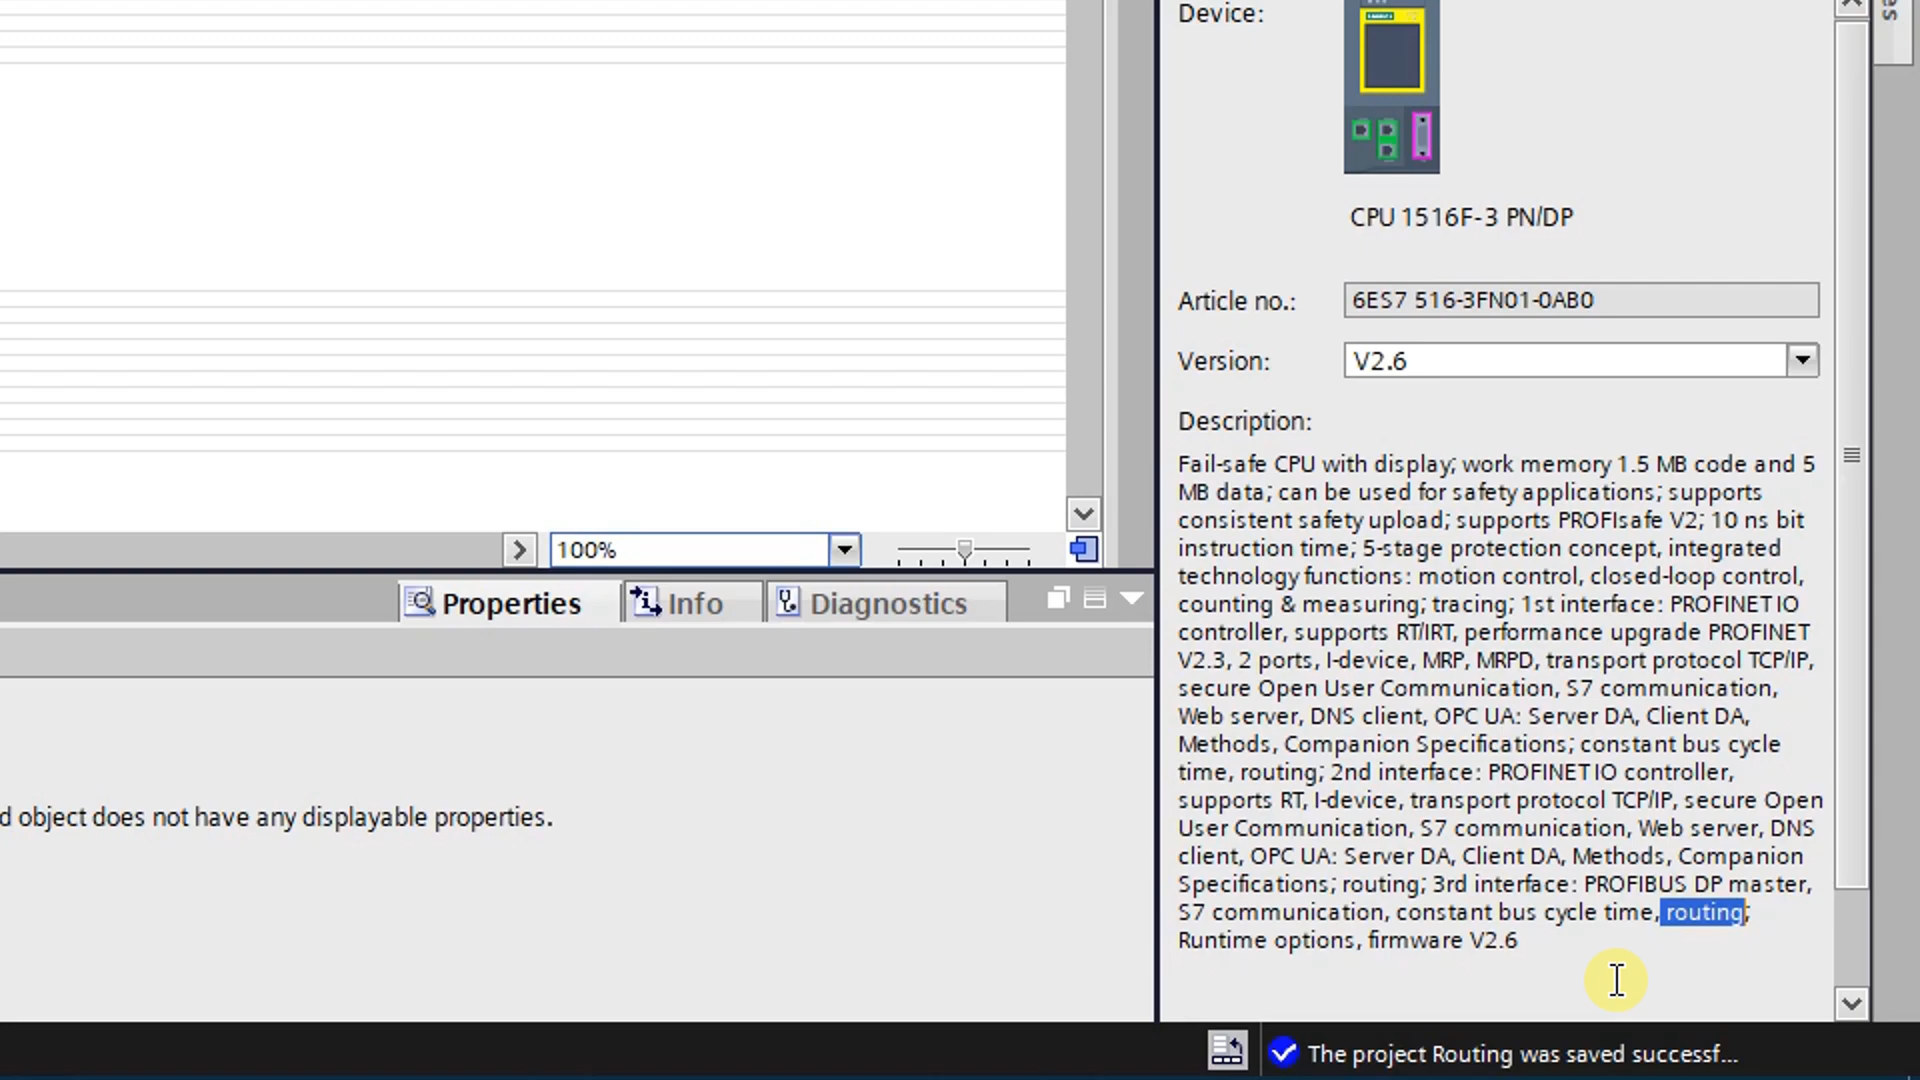 Device:
CPU 1516F-3 PN/DP
Article no.: 6ES7 516-3FN01-0AB0
Version: V2.6
Description:
Fail-safe CPU with display; work memory 1.5 MB code and 5
MB data; can be used for safety applications; supports
consistent safety upload; supports PROFIsafe V2; 10 ns bit
instruction time; 5-stage protection concept, integrated
technology functions: motion control, closed-loop control,
counting & measuring; tracing; 1st interface: PROFINET IO
controller, supports RT/IRT, performance upgrade PROFINET
V2.3, 2 ports, I-device, MRP, MRPD, transport protocol TCP/IP,
secure Open User Communication, S7 communication,
Web server, DNS client, OPC UA: Server DA, Client DA,
Methods, Companion Specifications; constant bus cycle
time, routing; 2nd interface: PROFINET IO controller,
supports RT, I-device, transport protocol TCP/IP, secure Open
User Communication, S7 communication, Web server, DNS
client, OPC UA: Server DA, Client DA, Methods, Companion
Specifications; routing; 3rd interface: PROFIBUS DP master,
S7 communication, constant bus cycle time, routing;
Runtime options, firmware V2.6
100%
Properties Info Diagnostics
d object does not have any displayable properties.
The project Routing was saved successf...